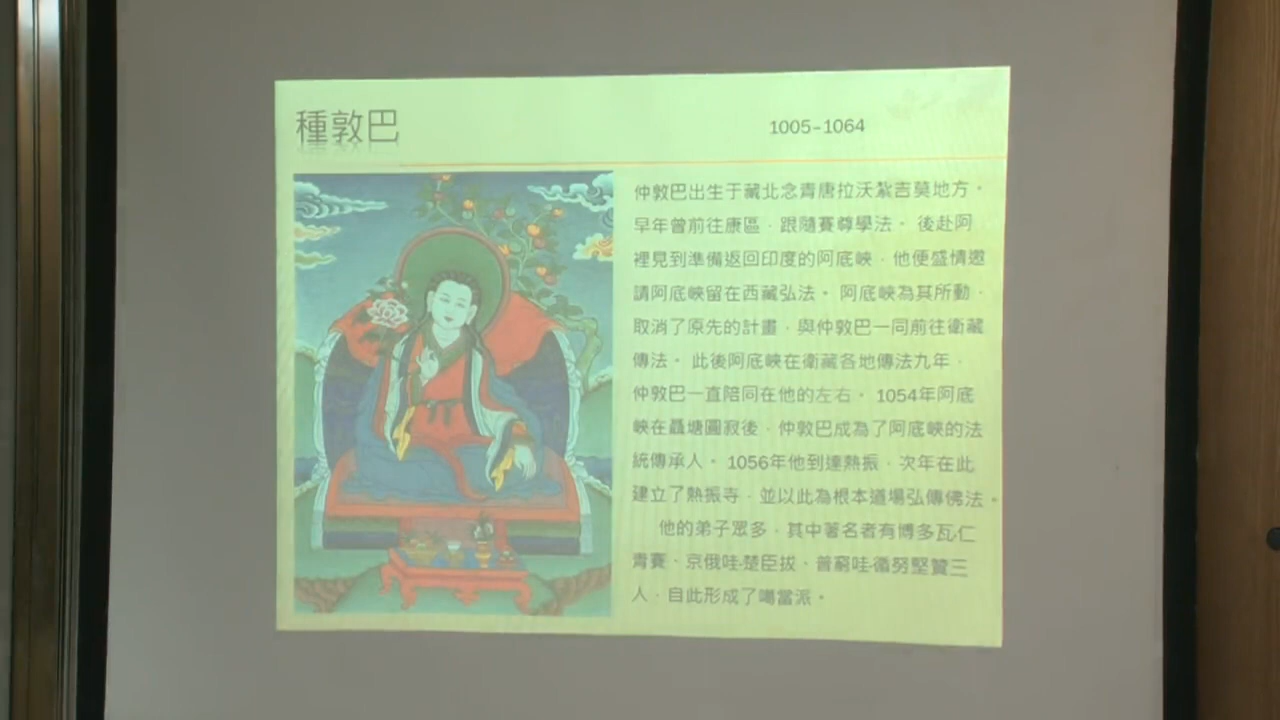 種敦巴
1005-1064
仲敦巴出生于藏北念青唐拉沃紮吉莫地方。
早年曾前往康區，跟隨賽尊學法。 後赴阿
裡見到準備返回印度的阿底峽，他便盛情邀
請阿底峽留在西藏弘法。 阿底峽為其所動，
取消了原先的計畫，與仲敦巴一同前往衛藏
傳法。 此後阿底峽在衛藏各地傳法九年，
仲敦巴一直陪同在他的左右。 1054年阿底
峽在聶塘圓寂後，仲敦巴成為了阿底峽的法
統傳承人。 1056年他到達熱振，次年在此
建立了熱振寺，並以此為根本道場弘傳佛法。
他的弟子眾多，其中著名者有博多瓦·仁
青賽、京俄哇·楚臣拔、普窮哇·循努堅贊三
人，自此形成了噶當派。